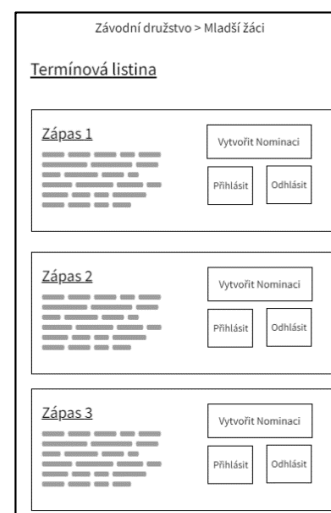 Závodní družstvo > Mladší žáci
Termínová listina
Zápas 1
Vytvořit Nominaci
Přihlásit
Odhlásit
Zápas 2
Vytvořit Nominaci
Přihlásit
Odhlásit
Zápas 3
Vytvořit Nominaci
Přihlásit
Odhlásit